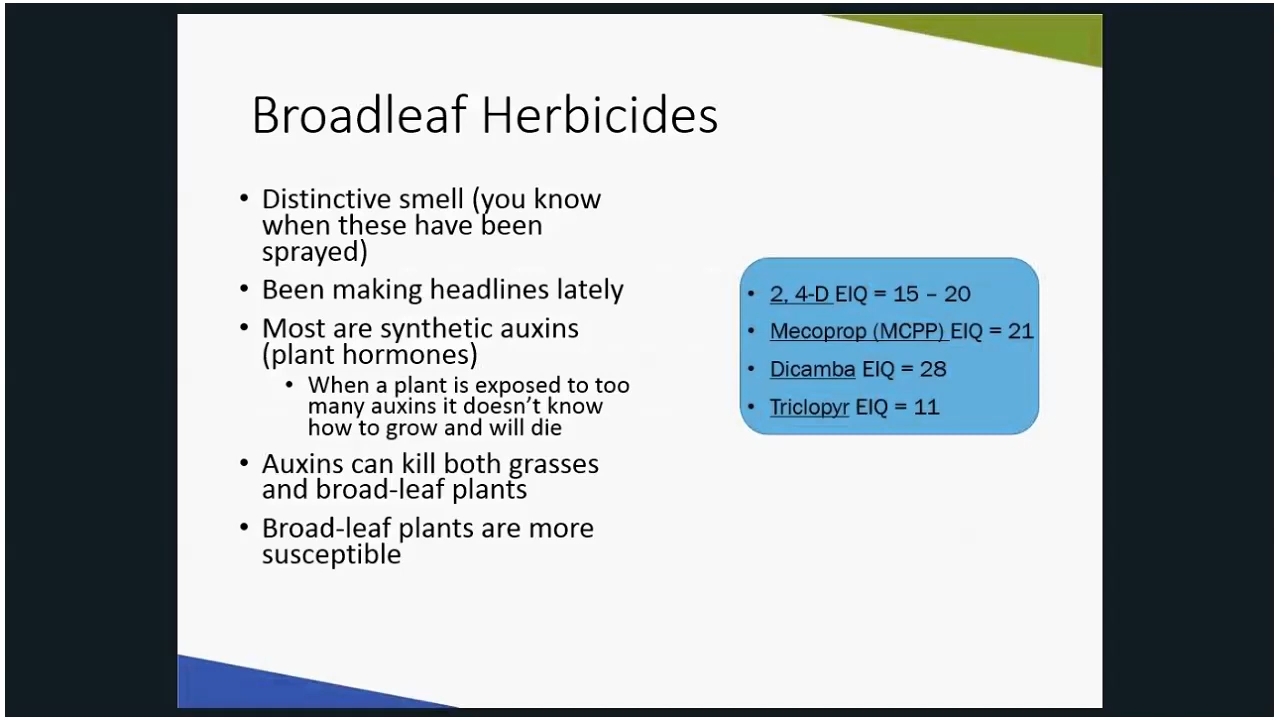 Broadleaf Herbicides
• Distinctive smell (you know
when these have been
sprayed)
• Been making headlines lately
• Most are synthetic auxins
(plant hormones)
• When a plant is exposed to too
many auxins it doesn't know
how to grow and will die
• Auxins can kill both grasses
and broad-leaf plants
• Broad-leaf plants are more
susceptible
• 2, 4-D EIQ = 15 – 20
• Mecoprop (MCPP) EIQ = 21
• Dicamba EIQ = 28
• Triclopyr EIQ = 11